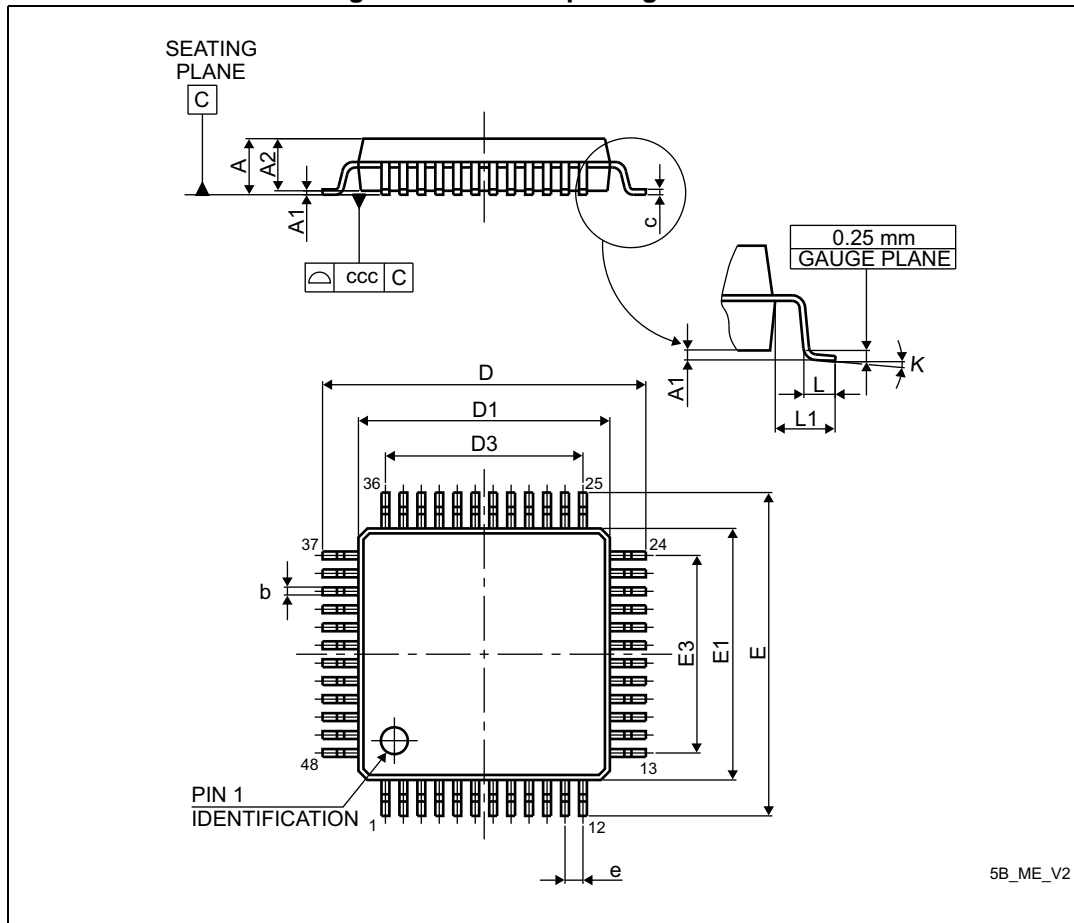 SEATING
PLANE
C
A
A2
A1
c
ccc C
0.25 mm
GAUGE PLANE
A1
K
L
L1
D
D1
D3
36
25
37
24
b
E3
E1
E
48
13
PIN 1
IDENTIFICATION
1
12
e
5B_ME_V2